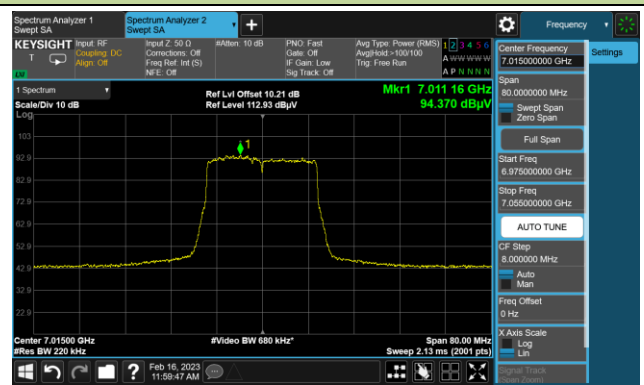 Spectrum Analyzer 1
Swept SA
Spectrum Analyzer 2
Swept SA
Frequency
KEYSIGHT
T
LW
Input: RF
Coupling: DC
Align: Off
Input Z: 50 Ω
Corrections: Off
Freq Ref: Int (S)
NFE: Off
#Atten: 10 dB
PNO: Fast
Gate: Off
IF Gain: Low
Sig Track: Off
Avg Type: Power (RMS)
Avg|Hold:>100/100
Trig: Free Run
1 2 3 4 5 6
A W W W W W
A P N N N N
1 Spectrum
Scale/Div 10 dB
Log
Ref Lvl Offset 10.21 dB
Ref Level 112.93 dBµV
Mkr1 7.011 16 GHz
94.370 dBµV
1
103
92.9
82.9
72.9
62.9
52.9
42.9
32.9
22.9
Center 7.01500 GHz
#Res BW 220 kHz
#Video BW 680 kHz*
Span 80.00 MHz
Sweep 2.13 ms (2001 pts)
Feb 16, 2023
11:59:47 AM
Center Frequency
7.015000000 GHz
Settings
Span
80.0000000 MHz
Swept Span
Zero Span
Full Span
Start Freq
6.975000000 GHz
Stop Freq
7.055000000 GHz
AUTO TUNE
CF Step
8.000000 MHz
Auto
Man
Freq Offset
0 Hz
X Axis Scale
Log
Lin
Signal Track
(Span Zoom)